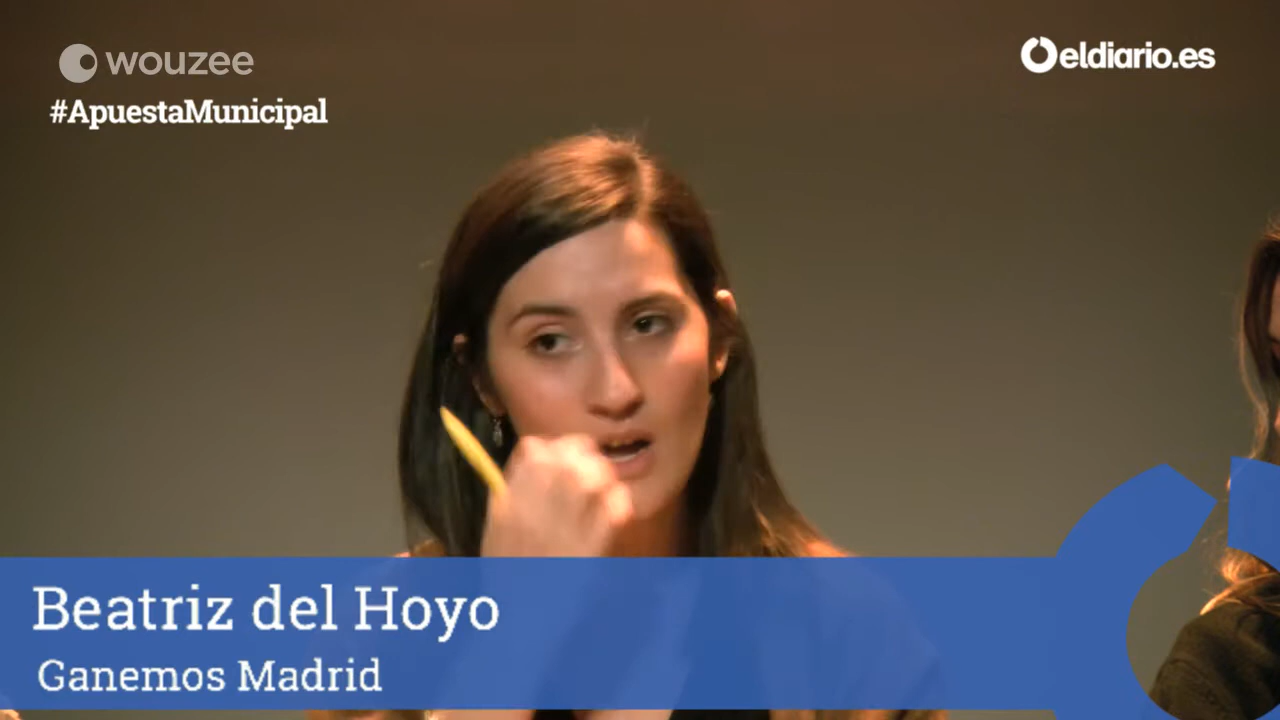 wouzee
eldiario.es
#ApuestaMunicipal
Beatriz del Hoyo
Ganemos Madrid